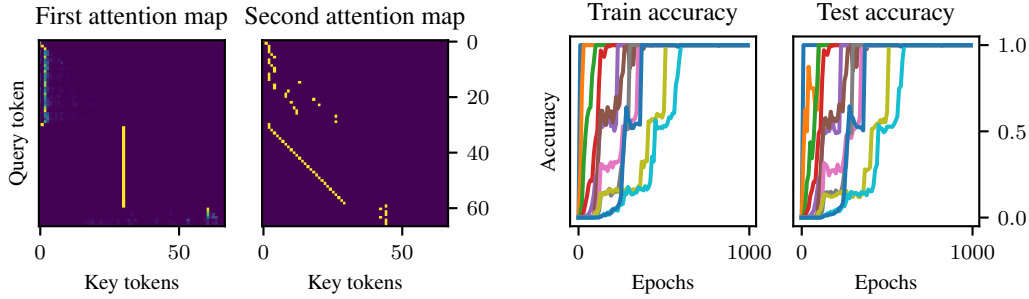 First attention map
Second attention map
Train accuracy
Test accuracy
Query token
0
20
40
60
Accuracy
1.0
0.5
0.0
0
50
0
50
0
1000
0
1000
Key tokens
Key tokens
Epochs
Epochs